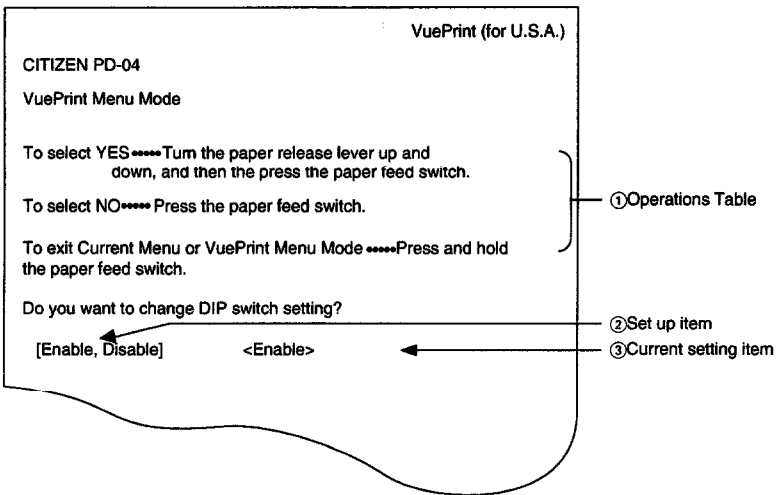 VuePrint (for U.S.A.)
CITIZEN PD-04
VuePrint Menu Mode
To select YES•••••Turn the paper release lever up and
down, and then the press the paper feed switch.
To select NO••••• Press the paper feed switch.
To exit Current Menu or VuePrint Menu Mode •••••Press and hold
the paper feed switch.
Do you want to change DIP switch setting?
[Enable, Disable] <Enable>
①Operations Table
②Set up item
③Current setting item